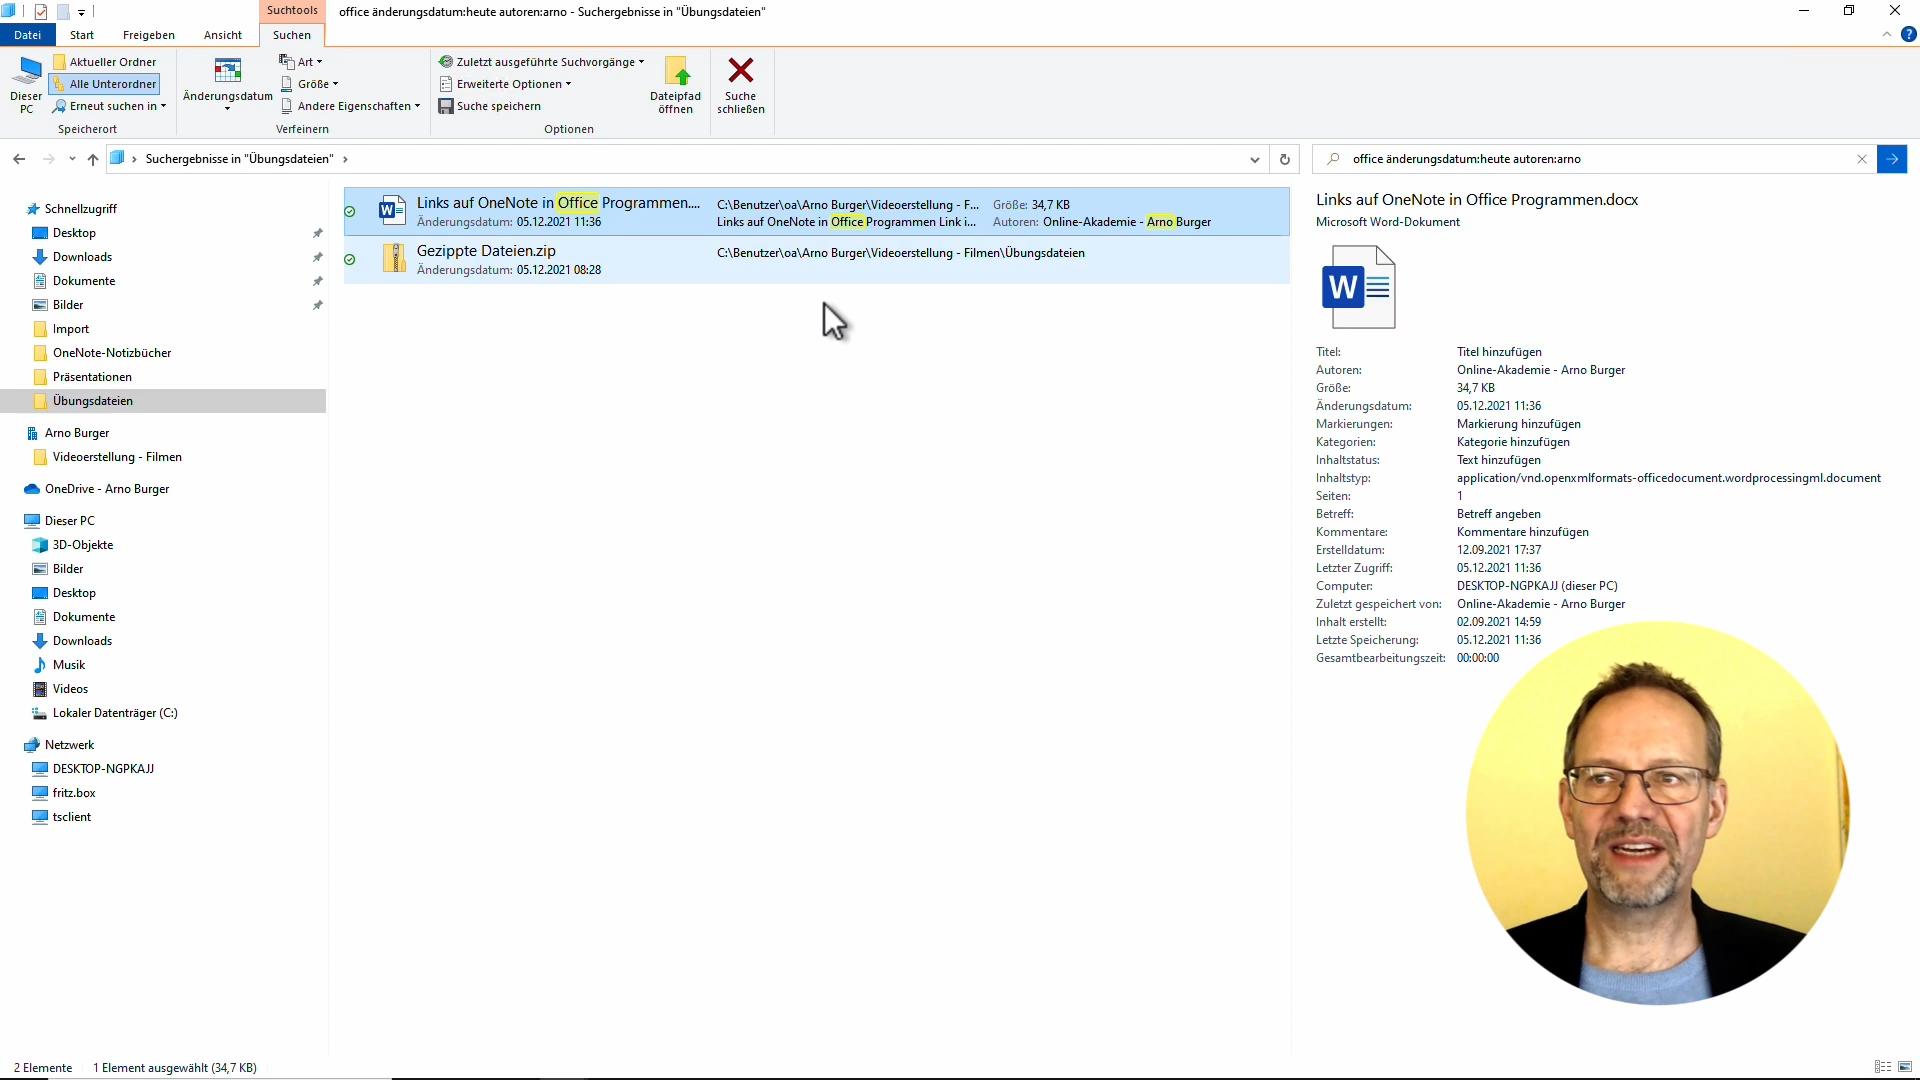 Suchtools
office änderungsdatum:heute autoren:arno - Suchergebnisse in "Übungsdateien"
Datei Start Freigeben Ansicht Suchen
Dieser PC
Aktueller Ordner
Alle Unterordner
Erneut suchen in
Speicherort
Änderungsdatum
Art
Größe
Andere Eigenschaften
Verfeinern
Zuletzt ausgeführte Suchvorgänge
Erweiterte Optionen
Suche speichern
Dateipfad öffnen
Optionen
Suche schließen
Suchergebnisse in "Übungsdateien"
office änderungsdatum:heute autoren:arno
Schnellzugriff
Desktop
Downloads
Dokumente
Bilder
Import
OneNote-Notizbücher
Präsentationen
Übungsdateien
Arno Burger
Videoerstellung - Filmen
OneDrive - Arno Burger
Dieser PC
3D-Objekte
Bilder
Desktop
Dokumente
Downloads
Musik
Videos
Lokaler Datenträger (C:)
Netzwerk
DESKTOP-NGPKAJJ
fritz.box
tsclient
Links auf OneNote in Office Programmen.... C:\Benutzer\oa\Arno Burger\Videoerstellung - F... Größe: 34,7 KB
Änderungsdatum: 05.12.2021 11:36 Links auf OneNote in Office Programmen Link i... Autoren: Online-Akademie - Arno Burger
Gezippte Dateien.zip C:\Benutzer\oa\Arno Burger\Videoerstellung - Filmen\Übungsdateien
Änderungsdatum: 05.12.2021 08:28
Links auf OneNote in Office Programmen.docx
Microsoft Word-Dokument
W
Titel: Titel hinzufügen
Autoren: Online-Akademie - Arno Burger
Größe: 34,7 KB
Änderungsdatum: 05.12.2021 11:36
Markierungen: Markierung hinzufügen
Kategorien: Kategorie hinzufügen
Inhaltstatus: Text hinzufügen
Inhaltstyp: application/vnd.openxmlformats-officedocument.wordprocessingml.document
Seiten: 1
Betreff: Betreff angeben
Kommentare: Kommentare hinzufügen
Erstelldatum: 12.09.2021 17:37
Letzter Zugriff: 05.12.2021 11:36
Computer: DESKTOP-NGPKAJJ (dieser PC)
Zuletzt gespeichert von: Online-Akademie - Arno Burger
Inhalt erstellt: 02.09.2021 14:59
Letzte Speicherung: 05.12.2021 11:36
Gesamtbearbeitungszeit: 00:00:00
2 Elemente 1 Element ausgewählt (34,7 KB)